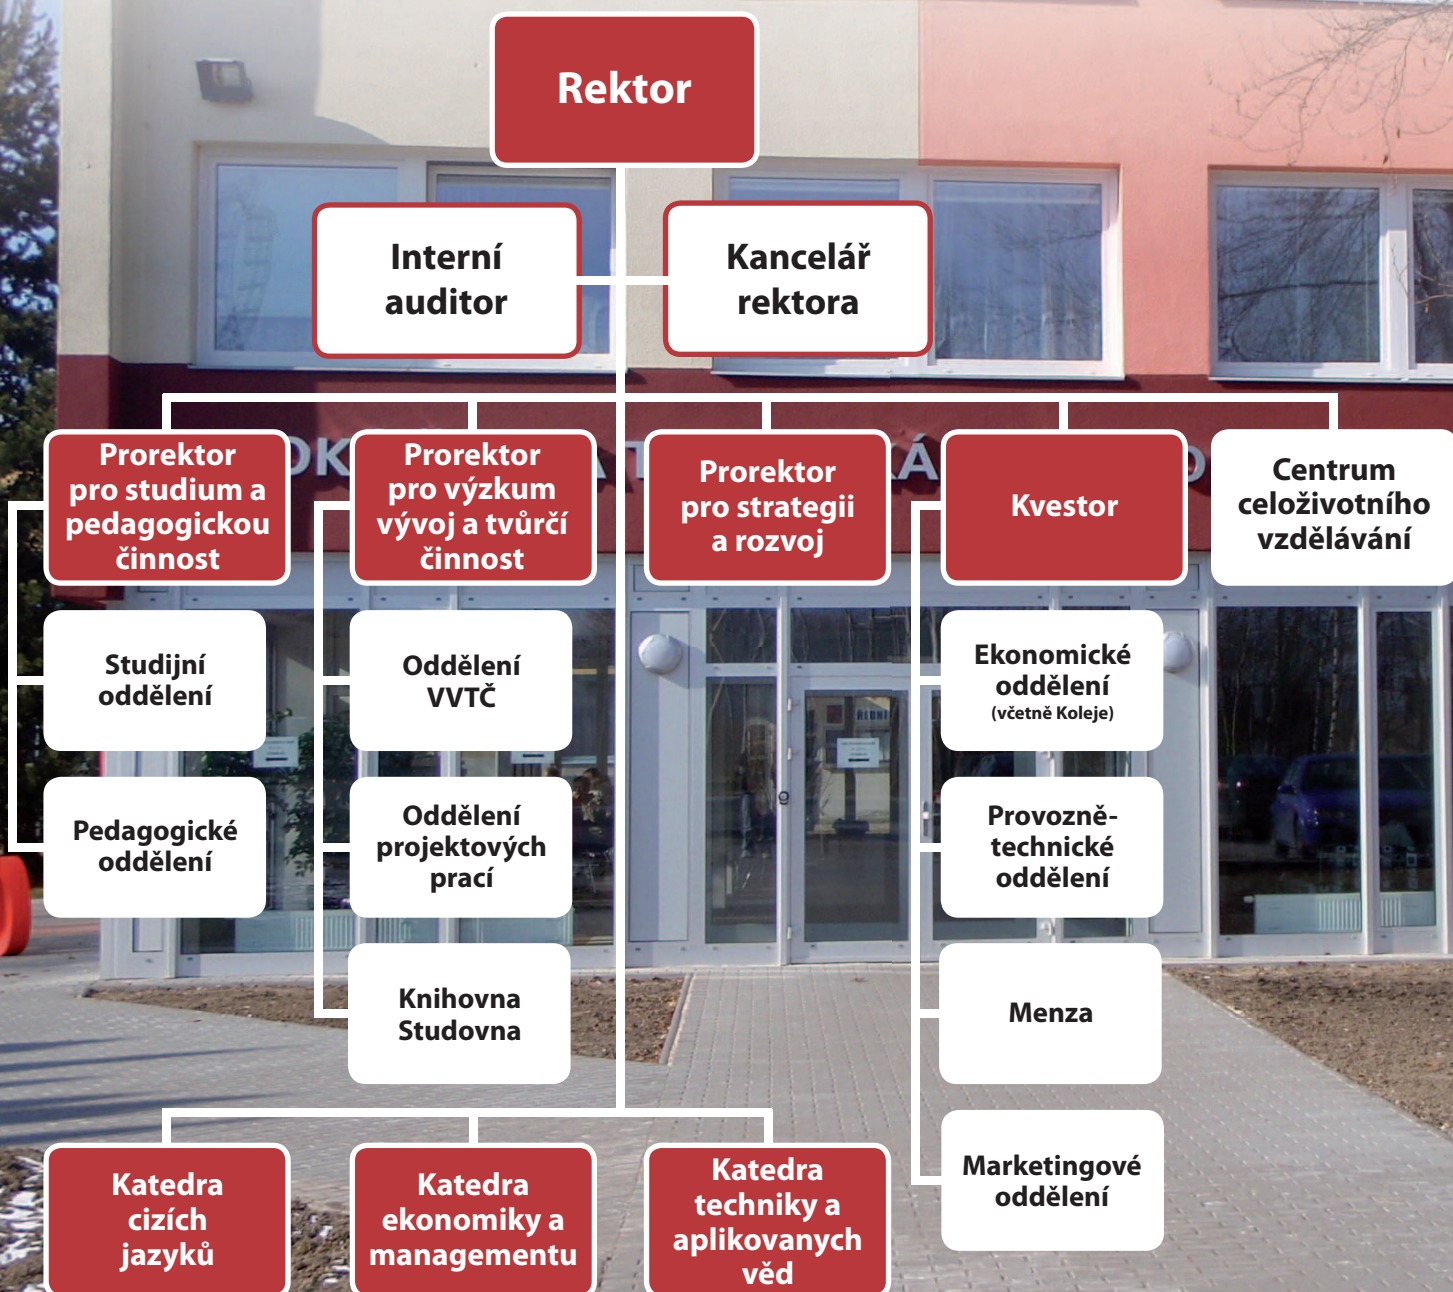 Rektor
Interní
auditor
Kancelář
rektora
Prorektor
pro studium a
pedagogickou
činnost
Prorektor
pro výzkum
vývoj a tvůrčí
činnost
Prorektor
pro strategii
a rozvoj
Kvestor
Centrum
celoživotního
vzdělávání
Studijní
oddělení
Pedagogické
oddělení
Oddělení
VVTČ
Oddělení
projektových
prací
Knihovna
Studovna
Ekonomické
oddělení
(včetně Koleje)
Provozně-
technické
oddělení
Menza
Marketingové
oddělení
Katedra
cizích
jazyků
Katedra
ekonomiky a
managementu
Katedra
techniky a
aplikovanych
věd